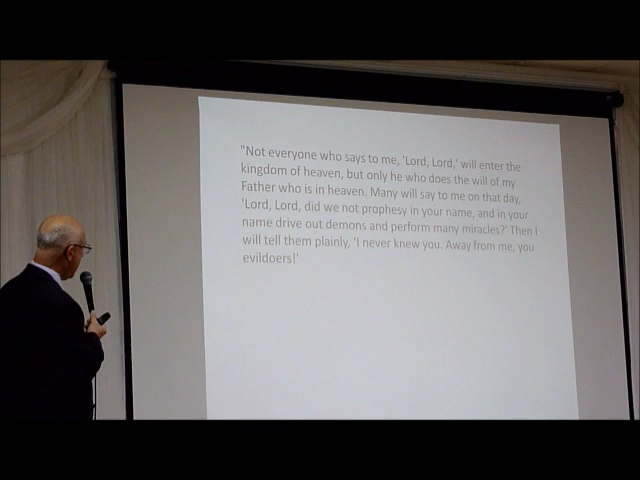 "Not everyone who says to me, 'Lord, Lord,' will enter the
kingdom of heaven, but only he who does the will of my
Father who is in heaven. Many will say to me on that day,
'Lord, Lord, did we not prophesy in your name, and in your
name drive out demons and perform many miracles?' Then I
will tell them plainly, 'I never knew you. Away from me, you
evildoers!'